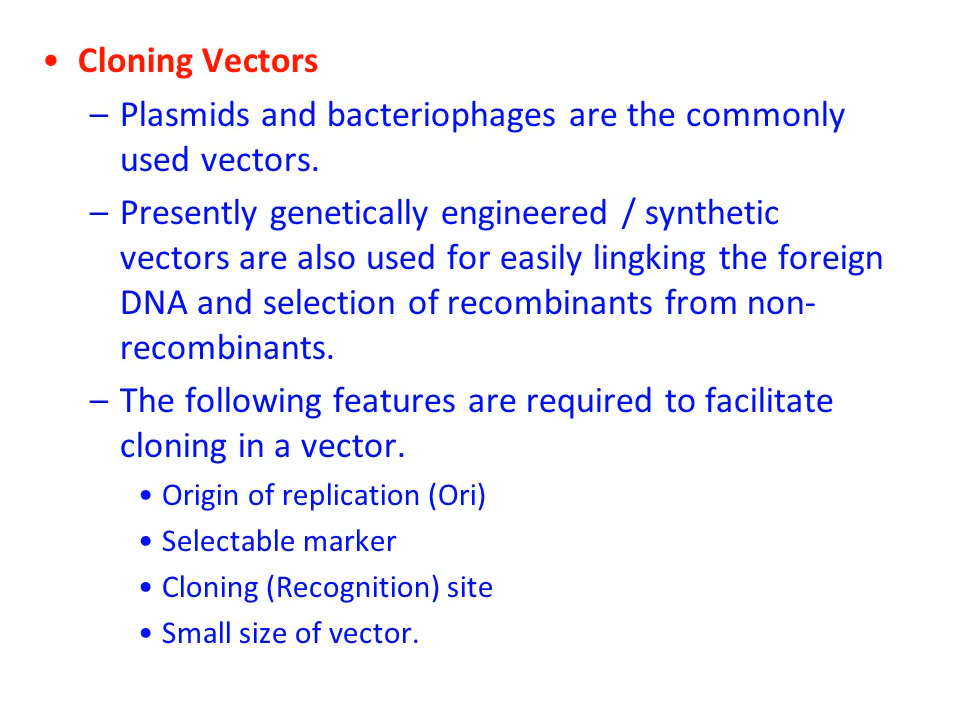 • Cloning Vectors
– Plasmids and bacteriophages are the commonly
used vectors.
– Presently genetically engineered / synthetic
vectors are also used for easily lingking the foreign
DNA and selection of recombinants from non-
recombinants.
– The following features are required to facilitate
cloning in a vector.
• Origin of replication (Ori)
• Selectable marker
• Cloning (Recognition) site
• Small size of vector.